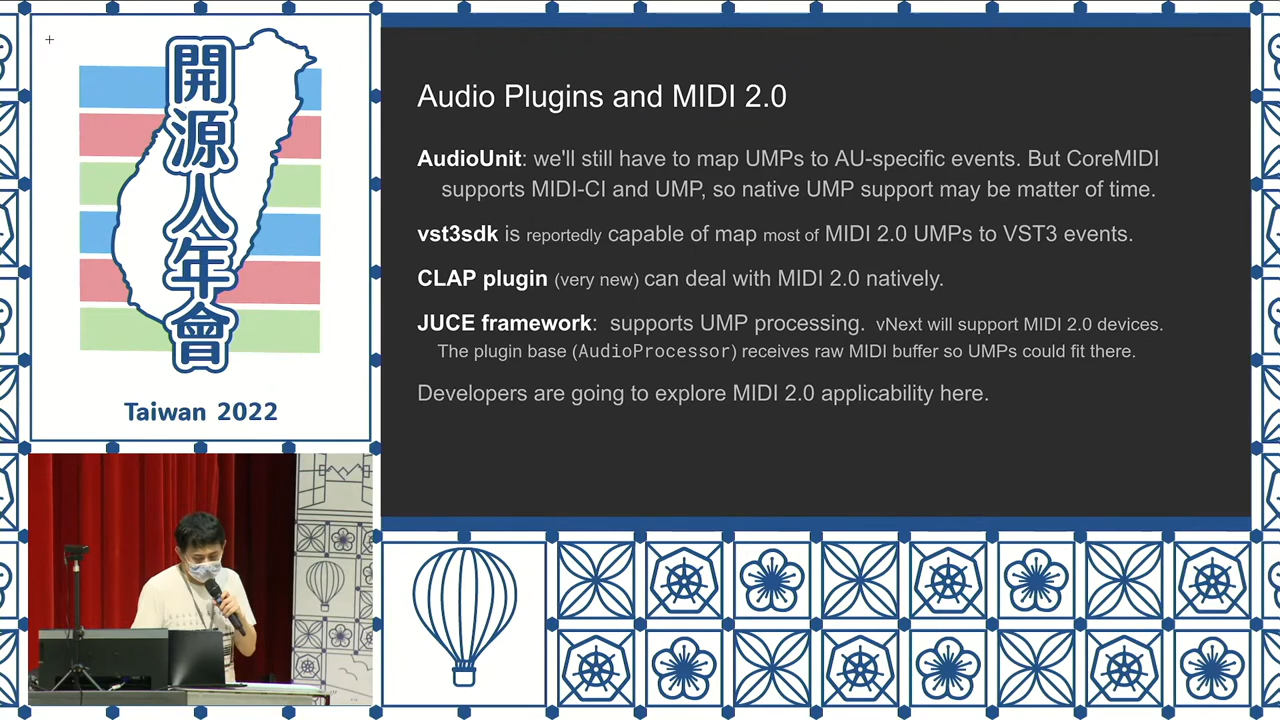 開源人年會
Taiwan 2022
Audio Plugins and MIDI 2.0
AudioUnit: we'll still have to map UMPs to AU-specific events. But CoreMIDI
supports MIDI-CI and UMP, so native UMP support may be matter of time.
vst3sdk is reportedly capable of map most of MIDI 2.0 UMPs to VST3 events.
CLAP plugin (very new) can deal with MIDI 2.0 natively.
JUCE framework:  supports UMP processing.  vNext will support MIDI 2.0 devices.
The plugin base (AudioProcessor) receives raw MIDI buffer so UMPs could fit there.
Developers are going to explore MIDI 2.0 applicability here.